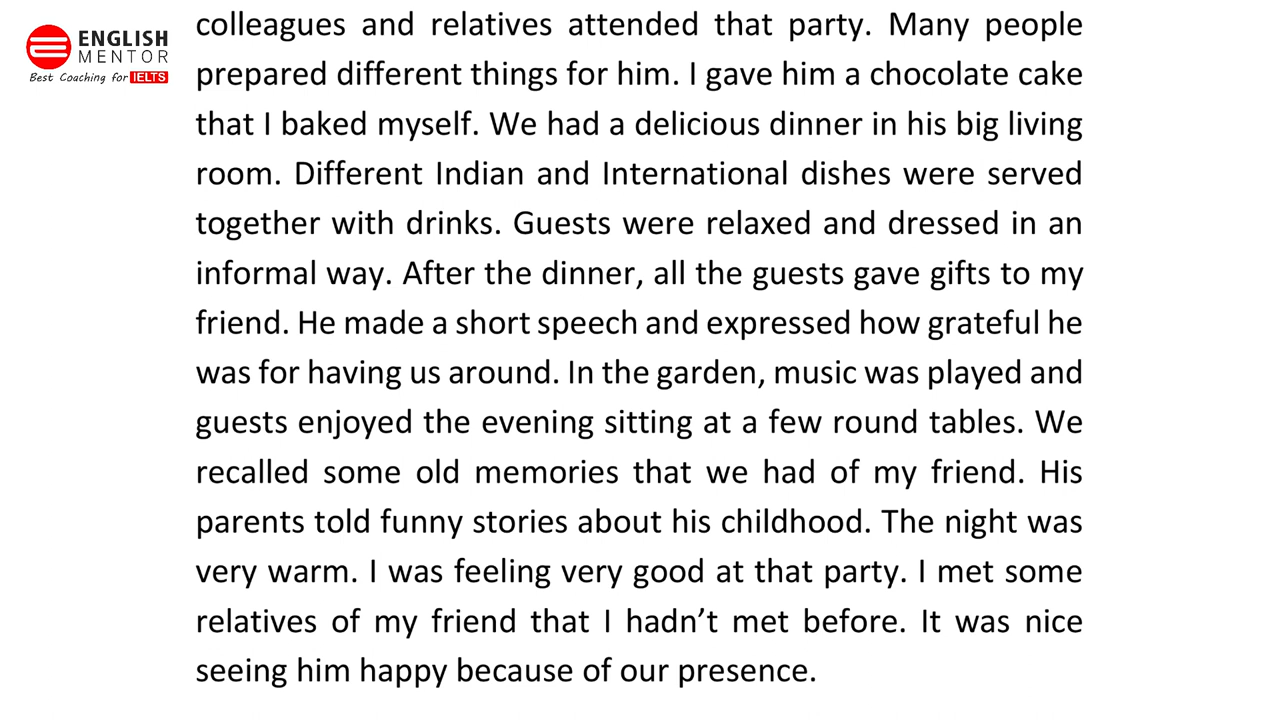 ENGLISH
MENTOR
Best Coaching for IELTS
colleagues and relatives attended that party. Many people
prepared different things for him. I gave him a chocolate cake
that I baked myself. We had a delicious dinner in his big living
room. Different Indian and International dishes were served
together with drinks. Guests were relaxed and dressed in an
informal way. After the dinner, all the guests gave gifts to my
friend. He made a short speech and expressed how grateful he
was for having us around. In the garden, music was played and
guests enjoyed the evening sitting at a few round tables. We
recalled some old memories that we had of my friend. His
parents told funny stories about his childhood. The night was
very warm. I was feeling very good at that party. I met some
relatives of my friend that I hadn’t met before. It was nice
seeing him happy because of our presence.